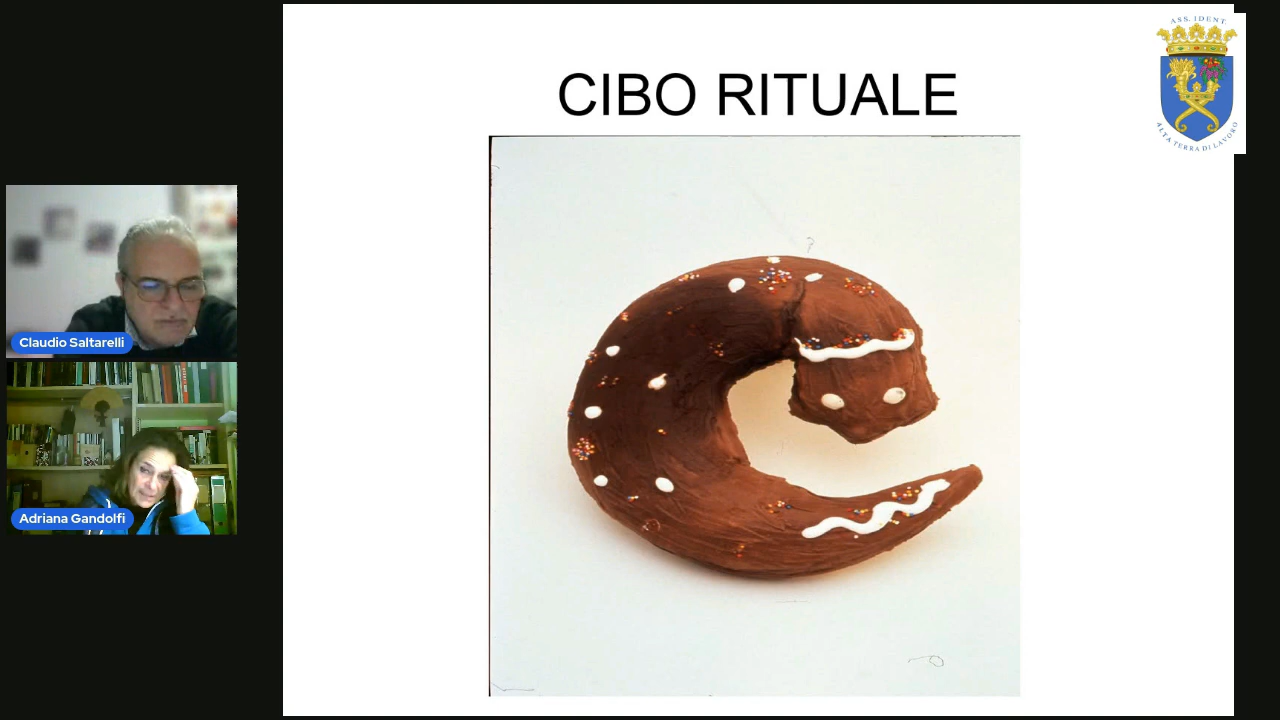 CIBO RITUALE
ASS. IDENT.
ALTA TERRA DI LAVORO
Claudio Saltarelli
Adriana Gandolfi